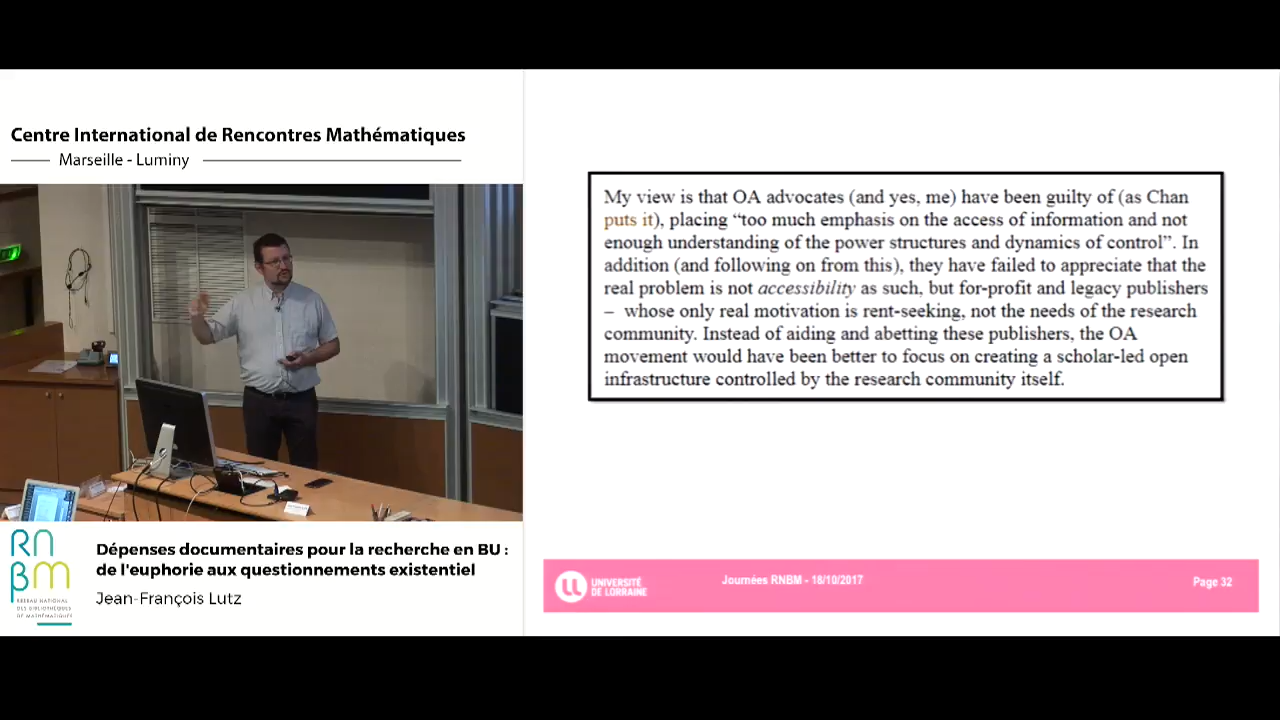 Centre International de Rencontres Mathématiques
Marseille - Luminy
My view is that OA advocates (and yes, me) have been guilty of (as Chan
puts it), placing “too much emphasis on the access of information and not
enough understanding of the power structures and dynamics of control”. In
addition (and following on from this), they have failed to appreciate that the
real problem is not accessibility as such, but for-profit and legacy publishers
– whose only real motivation is rent-seeking, not the needs of the research
community. Instead of aiding and abetting these publishers, the OA
movement would have been better to focus on creating a scholar-led open
infrastructure controlled by the research community itself.
RNBM
RÉSEAU NATIONAL
DES BIBLIOTHÈQUES
DE MATHÉMATIQUES
Dépenses documentaires pour la recherche en BU :
de l'euphorie aux questionnements existentiel
Jean-François Lutz
UNIVERSITÉ
DE LORRAINE
Journées RNBM - 18/10/2017
Page 32